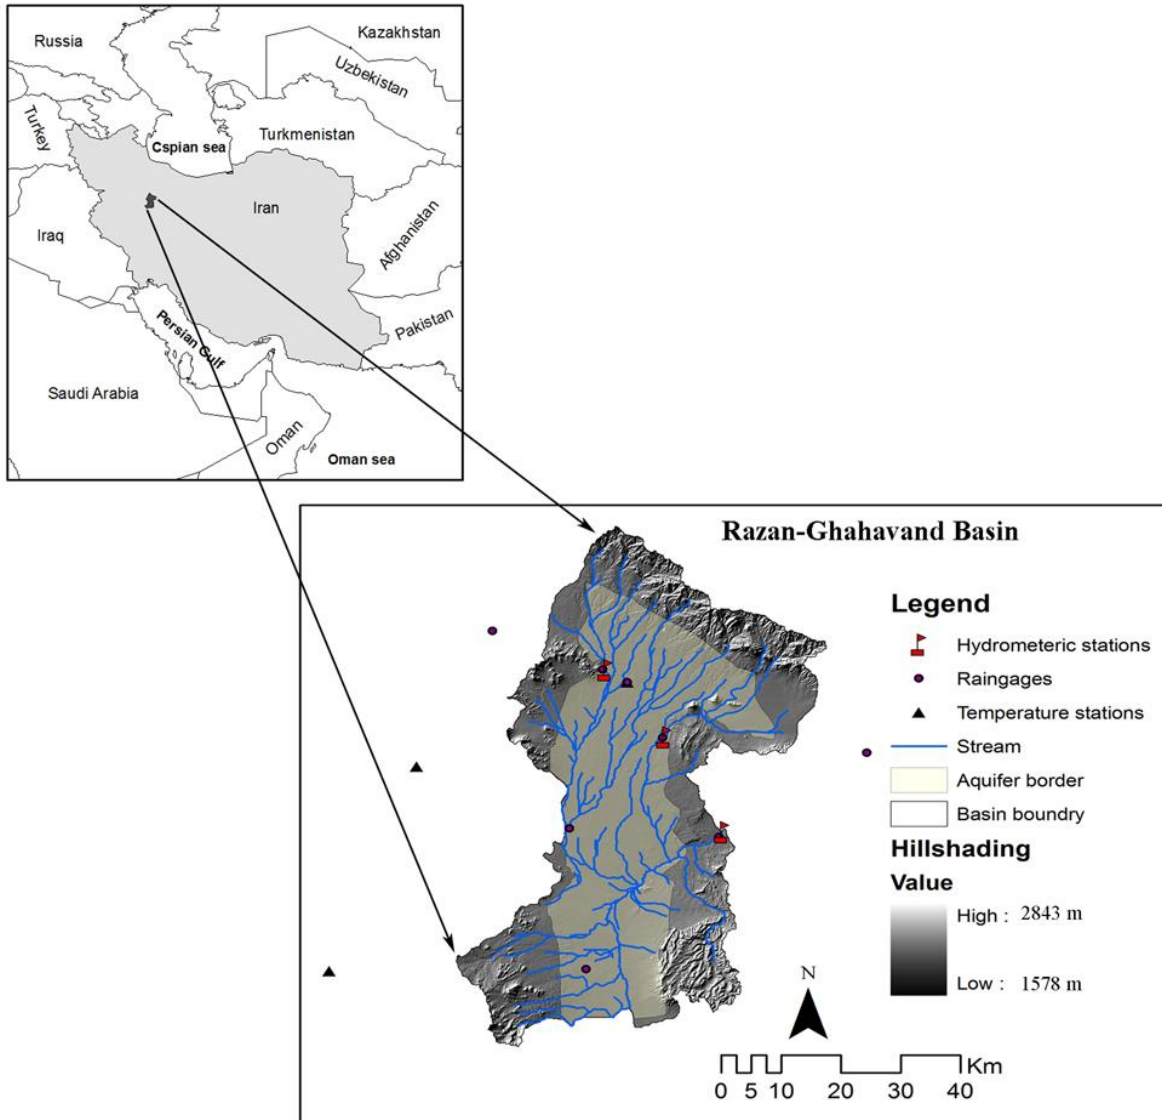 Russia
Kazakhstan
Uzbekistan
Turkey
Cspian sea
Turkmenistan
Iran
Iraq
Afghanistan
Persian Gulf
Pakistan
Saudi Arabia
Oman
Oman sea
Razan-Ghahavand Basin
Legend
Hydrometeric stations
Raingages
Temperature stations
Stream
Aquifer border
Basin boundry
Hillshading
Value
High : 2843 m
Low : 1578 m
N
Km
0 5 10 20 30 40